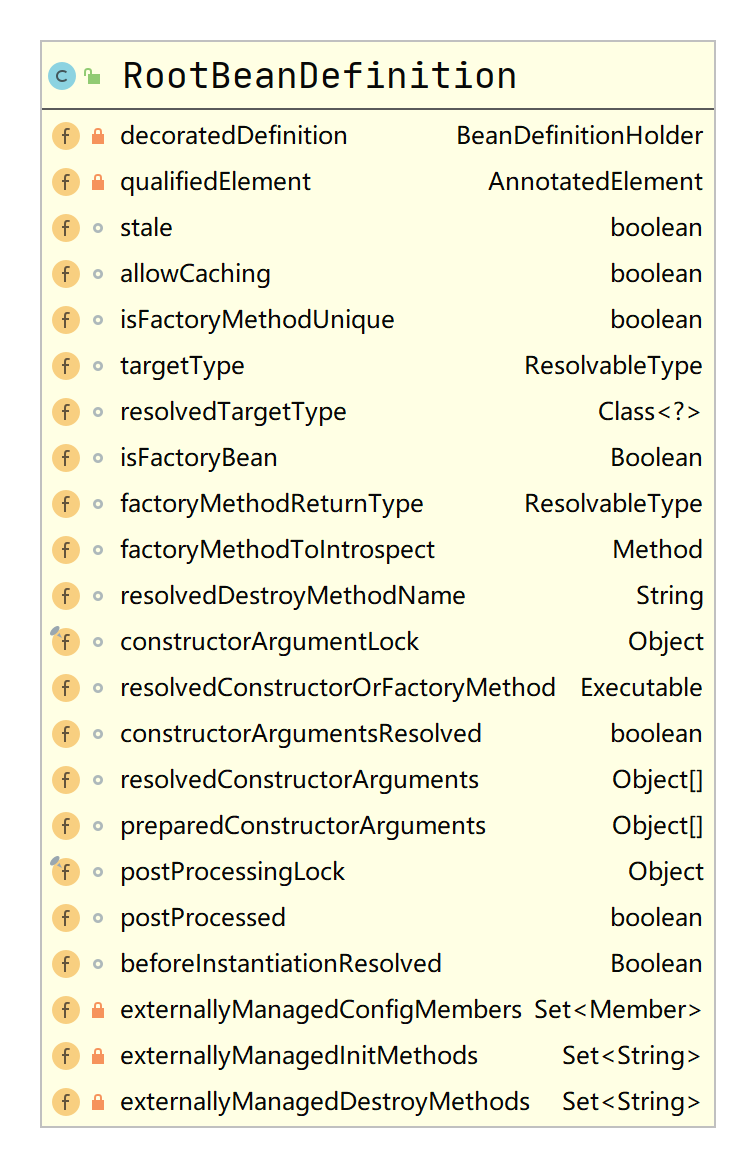 C RootBeanDefinition
f decoratedDefinition BeanDefinitionHolder
f qualifiedElement AnnotatedElement
f stale boolean
f allowCaching boolean
f isFactoryMethodUnique boolean
f targetType ResolvableType
f resolvedTargetType Class<?>
f isFactoryBean Boolean
f factoryMethodReturnType ResolvableType
f factoryMethodToIntrospect Method
f resolvedDestroyMethodName String
f constructorArgumentLock Object
f resolvedConstructorOrFactoryMethod Executable
f constructorArgumentsResolved boolean
f resolvedConstructorArguments Object[]
f preparedConstructorArguments Object[]
f postProcessingLock Object
f postProcessed boolean
f beforeInstantiationResolved Boolean
f externallyManagedConfigMembers Set<Member>
f externallyManagedInitMethods Set<String>
f externallyManagedDestroyMethods Set<String>